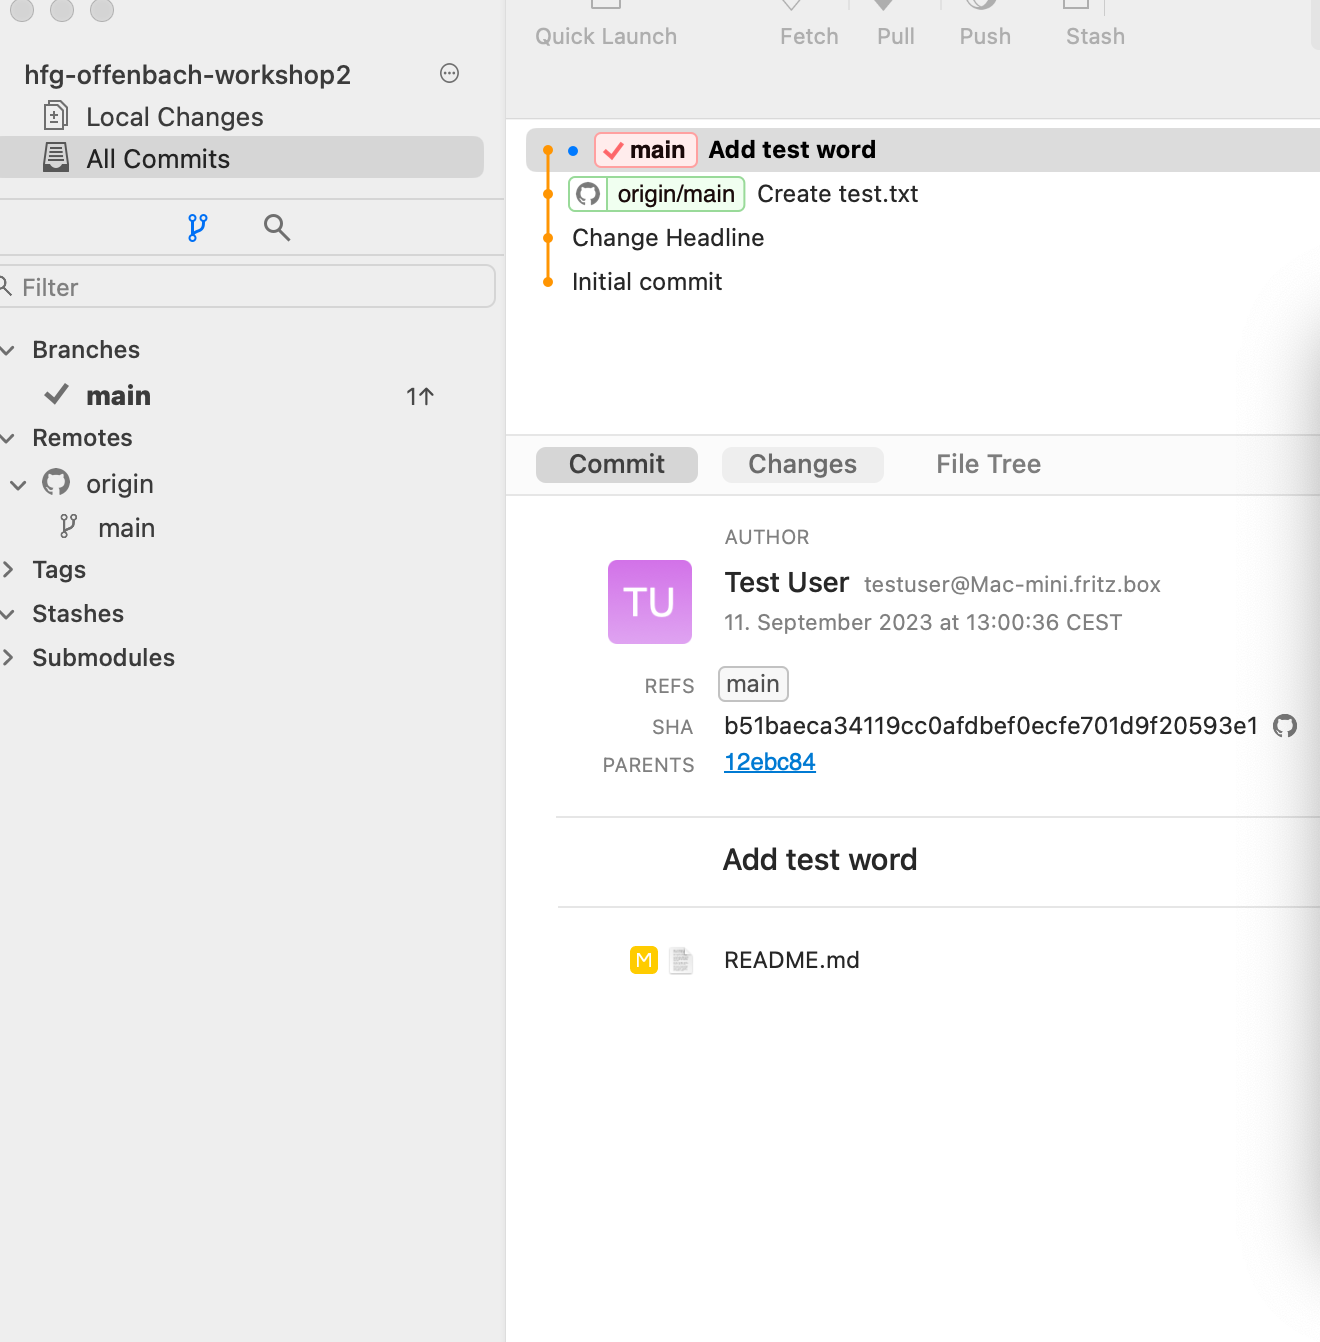 Quick Launch Fetch Pull Push Stash
hfg-offenbach-workshop2
Local Changes
All Commits
Filter
Branches
main 1↑
Remotes
origin
main
Tags
Stashes
Submodules
main Add test word
origin/main Create test.txt
Change Headline
Initial commit
Commit Changes File Tree
AUTHOR
TU
Test User testuser@Mac-mini.fritz.box
11. September 2023 at 13:00:36 CEST
REFS main
SHA b51baeca34119cc0afdbef0ecfe701d9f20593e1
PARENTS 12ebc84
Add test word
M README.md